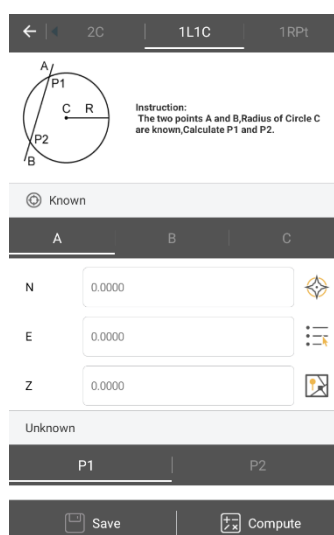 2C 1L1C 1RPt
A
P1
C R
P2
B
Instruction:
The two points A and B,Radius of Circle C
are known,Calculate P1 and P2.
Known
A B C
N 0.0000
E 0.0000
Z 0.0000
Unknown
P1 P2
Save Compute